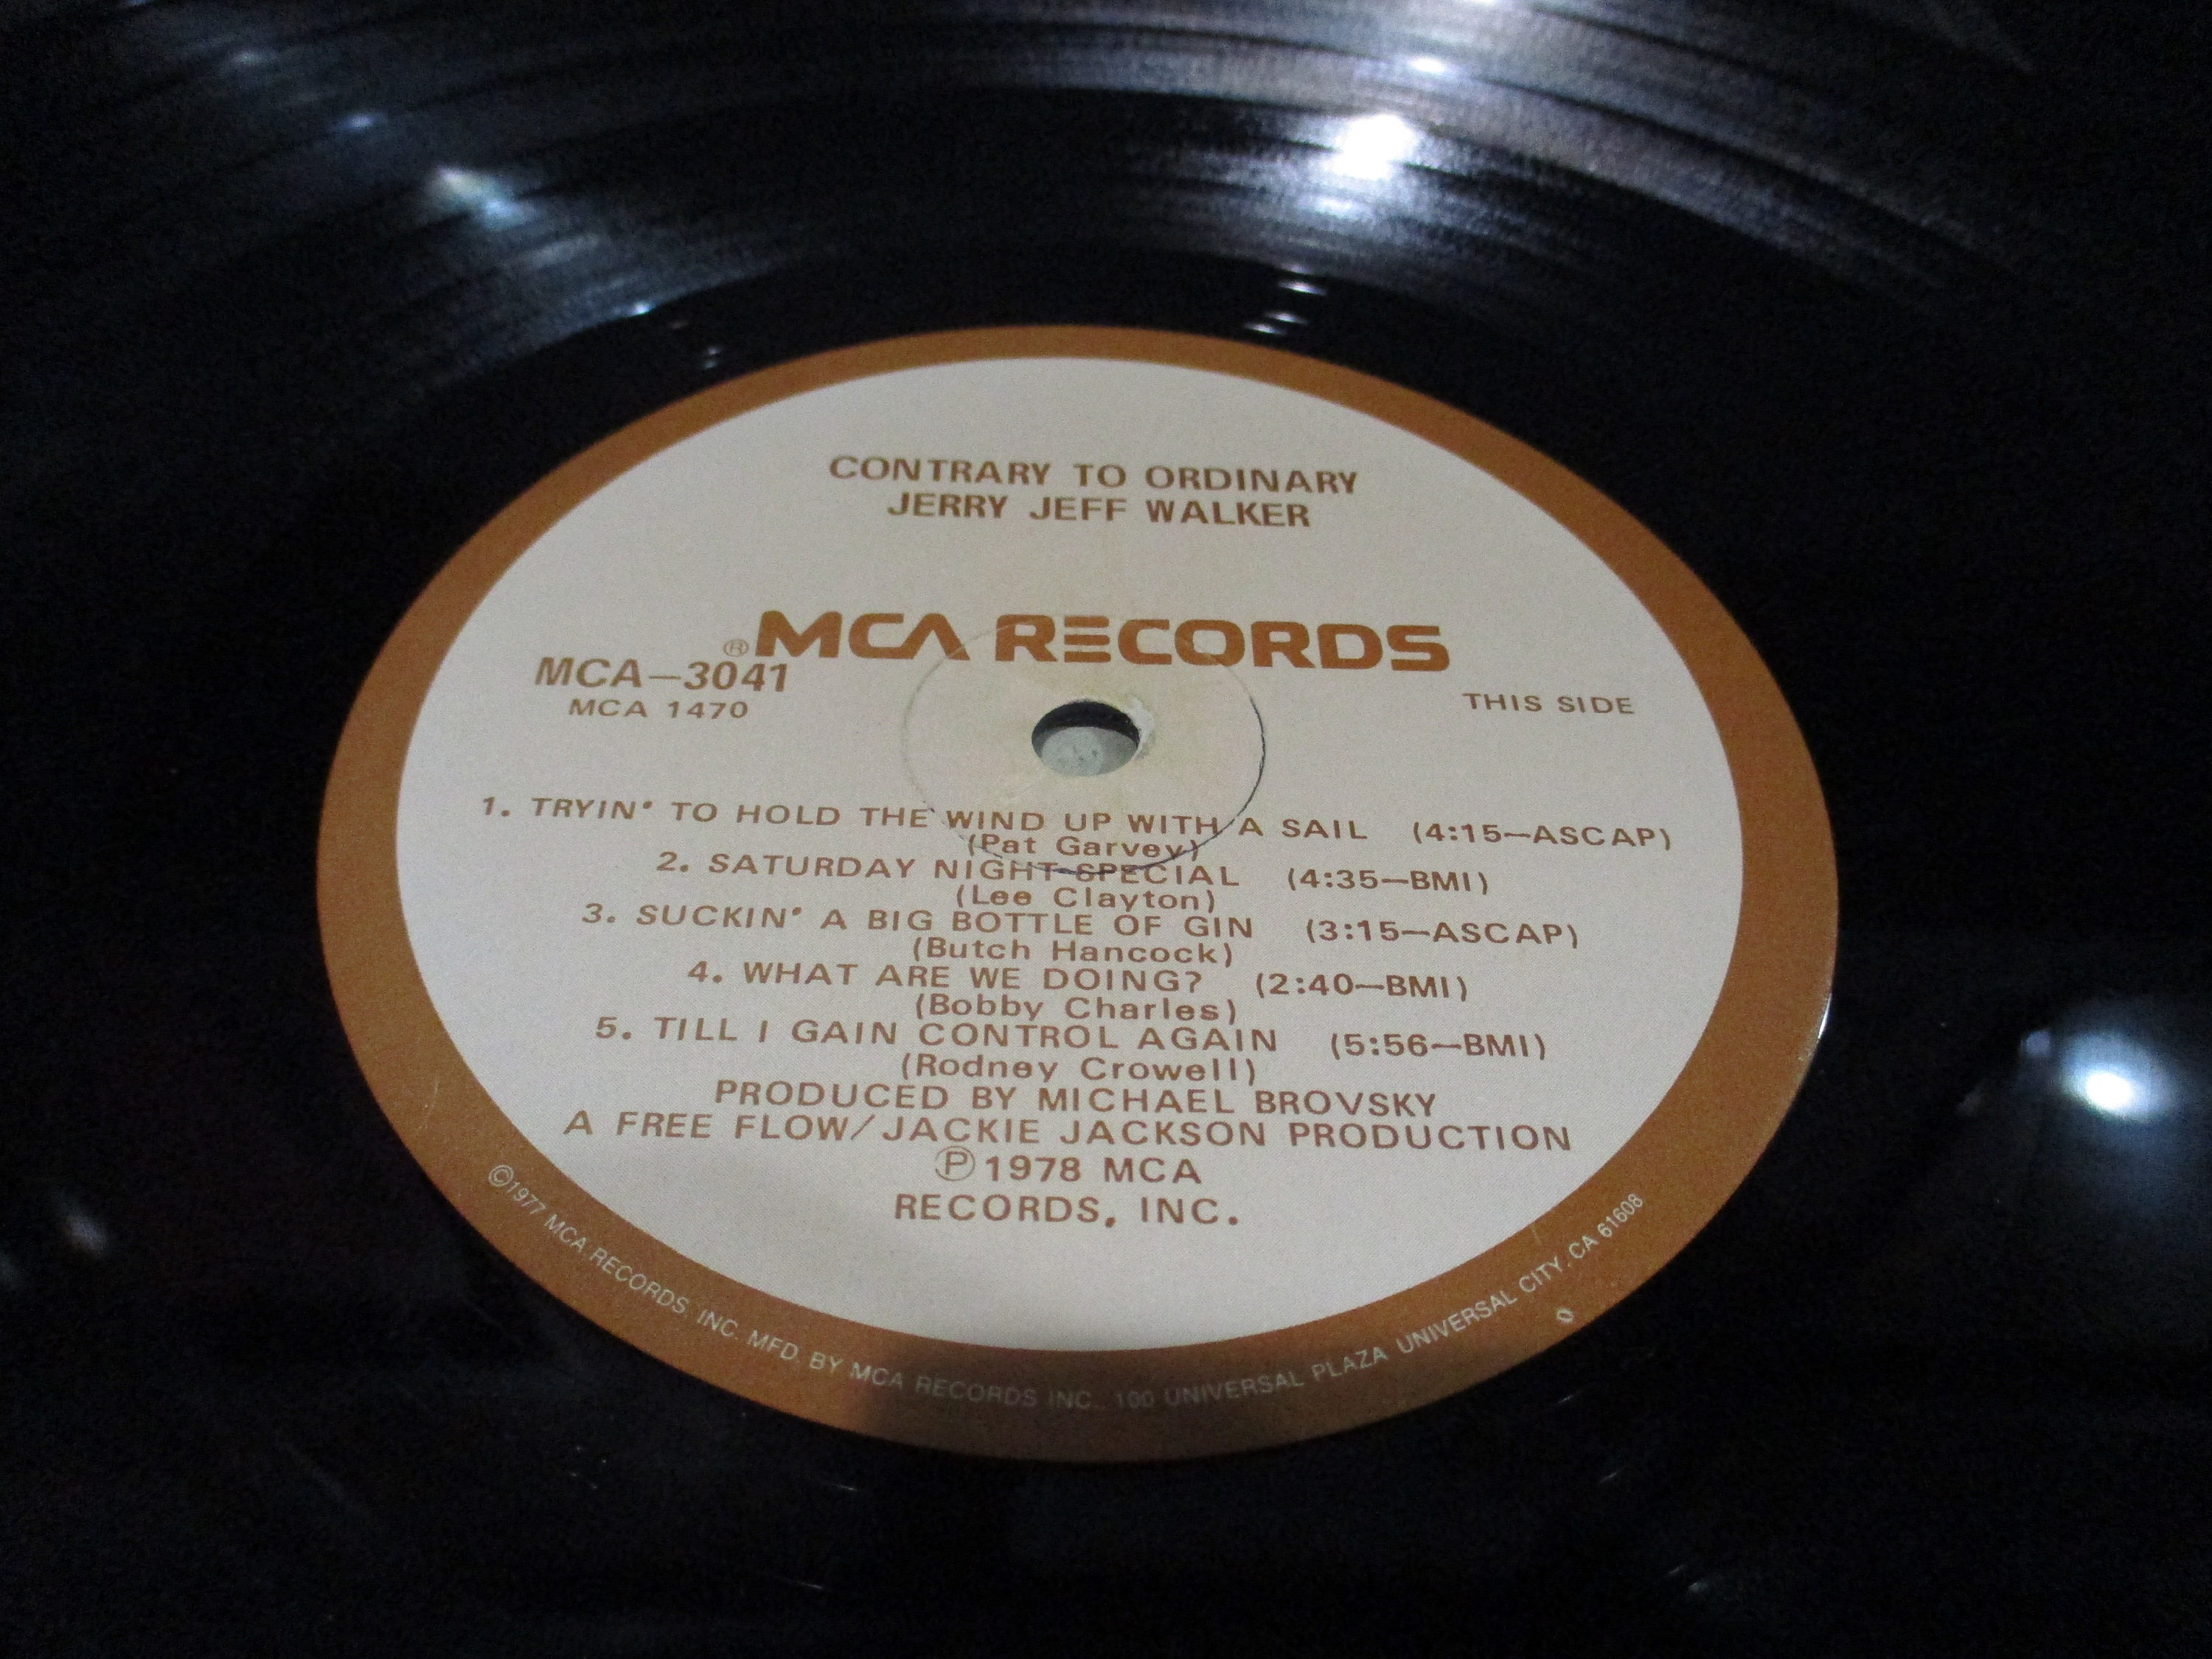 CONTRARY TO ORDINARY
JERRY JEFF WALKER
® MCA RECORDS
MCA—3041
MCA 1470
THIS SIDE
1. TRYIN' TO HOLD THE WIND UP WITH A SAIL (4:15—ASCAP)
(Pat Garvey)
2. SATURDAY NIGHT SPECIAL (4:35—BMI)
(Lee Clayton)
3. SUCKIN' A BIG BOTTLE OF GIN (3:15—ASCAP)
(Butch Hancock)
4. WHAT ARE WE DOING? (2:40—BMI)
(Bobby Charles)
5. TILL I GAIN CONTROL AGAIN (5:56—BMI)
(Rodney Crowell)
PRODUCED BY MICHAEL BROVSKY
A FREE FLOW/JACKIE JACKSON PRODUCTION
Ⓟ1978 MCA
RECORDS, INC.
©1977 MCA RECORDS, INC. MFD. BY MCA RECORDS INC., 100 UNIVERSAL PLAZA UNIVERSAL CITY, CA 61608